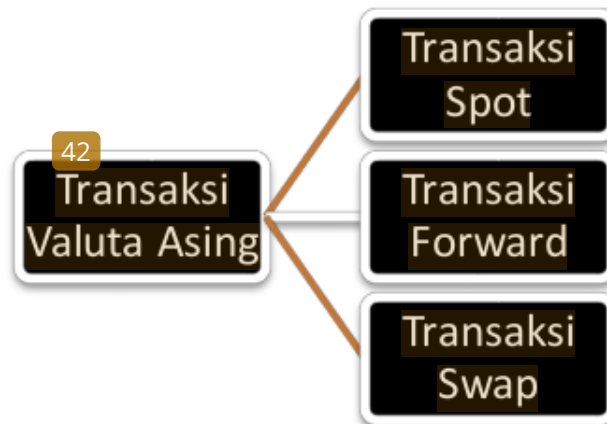 42
Transaksi
Valuta Asing
Transaksi
Spot
Transaksi
Forward
Transaksi
Swap